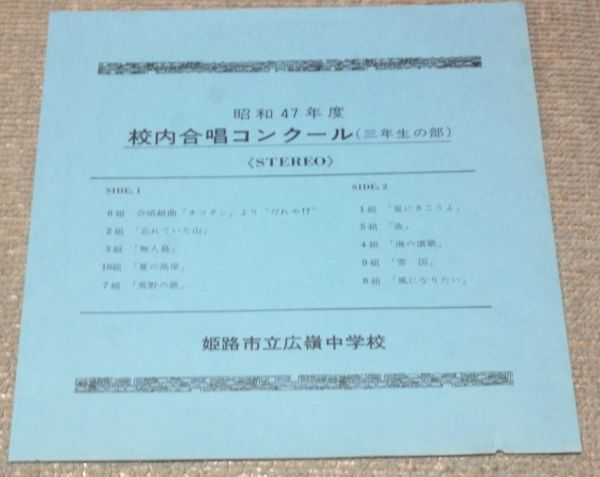 昭和47年度
校内合唱コンクール(三年生の部)
《STEREO》
SIDE; 1
6組 合唱組曲“チコタン”より“だれや!?”
2組 「忘れていた山」
3組 「無人島」
10組 「夏の高原」
7組 「荒野の歌」
SIDE; 2
1組 「星にきこうよ」
5組 「波」
4組 「海の讃歌」
9組 「雪 国」
8組 「風になりたい」
姫路市立広嶺中学校